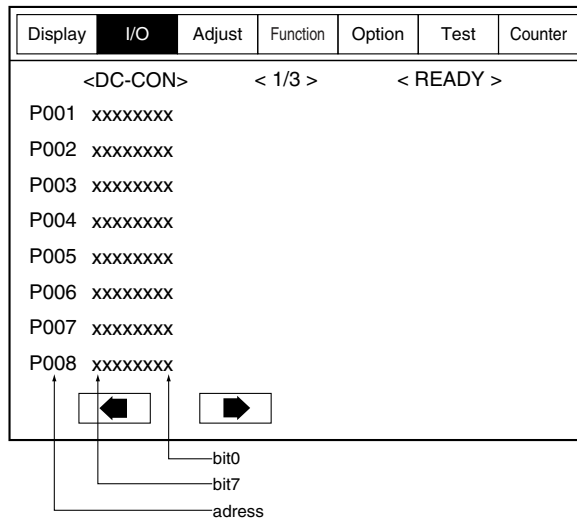 Display I/O Adjust Function Option Test Counter
<DC-CON> < 1/3 > < READY >
P001 xxxxxxxx
P002 xxxxxxxx
P003 xxxxxxxx
P004 xxxxxxxx
P005 xxxxxxxx
P006 xxxxxxxx
P007 xxxxxxxx
P008 xxxxxxxx
bit0
bit7
adress